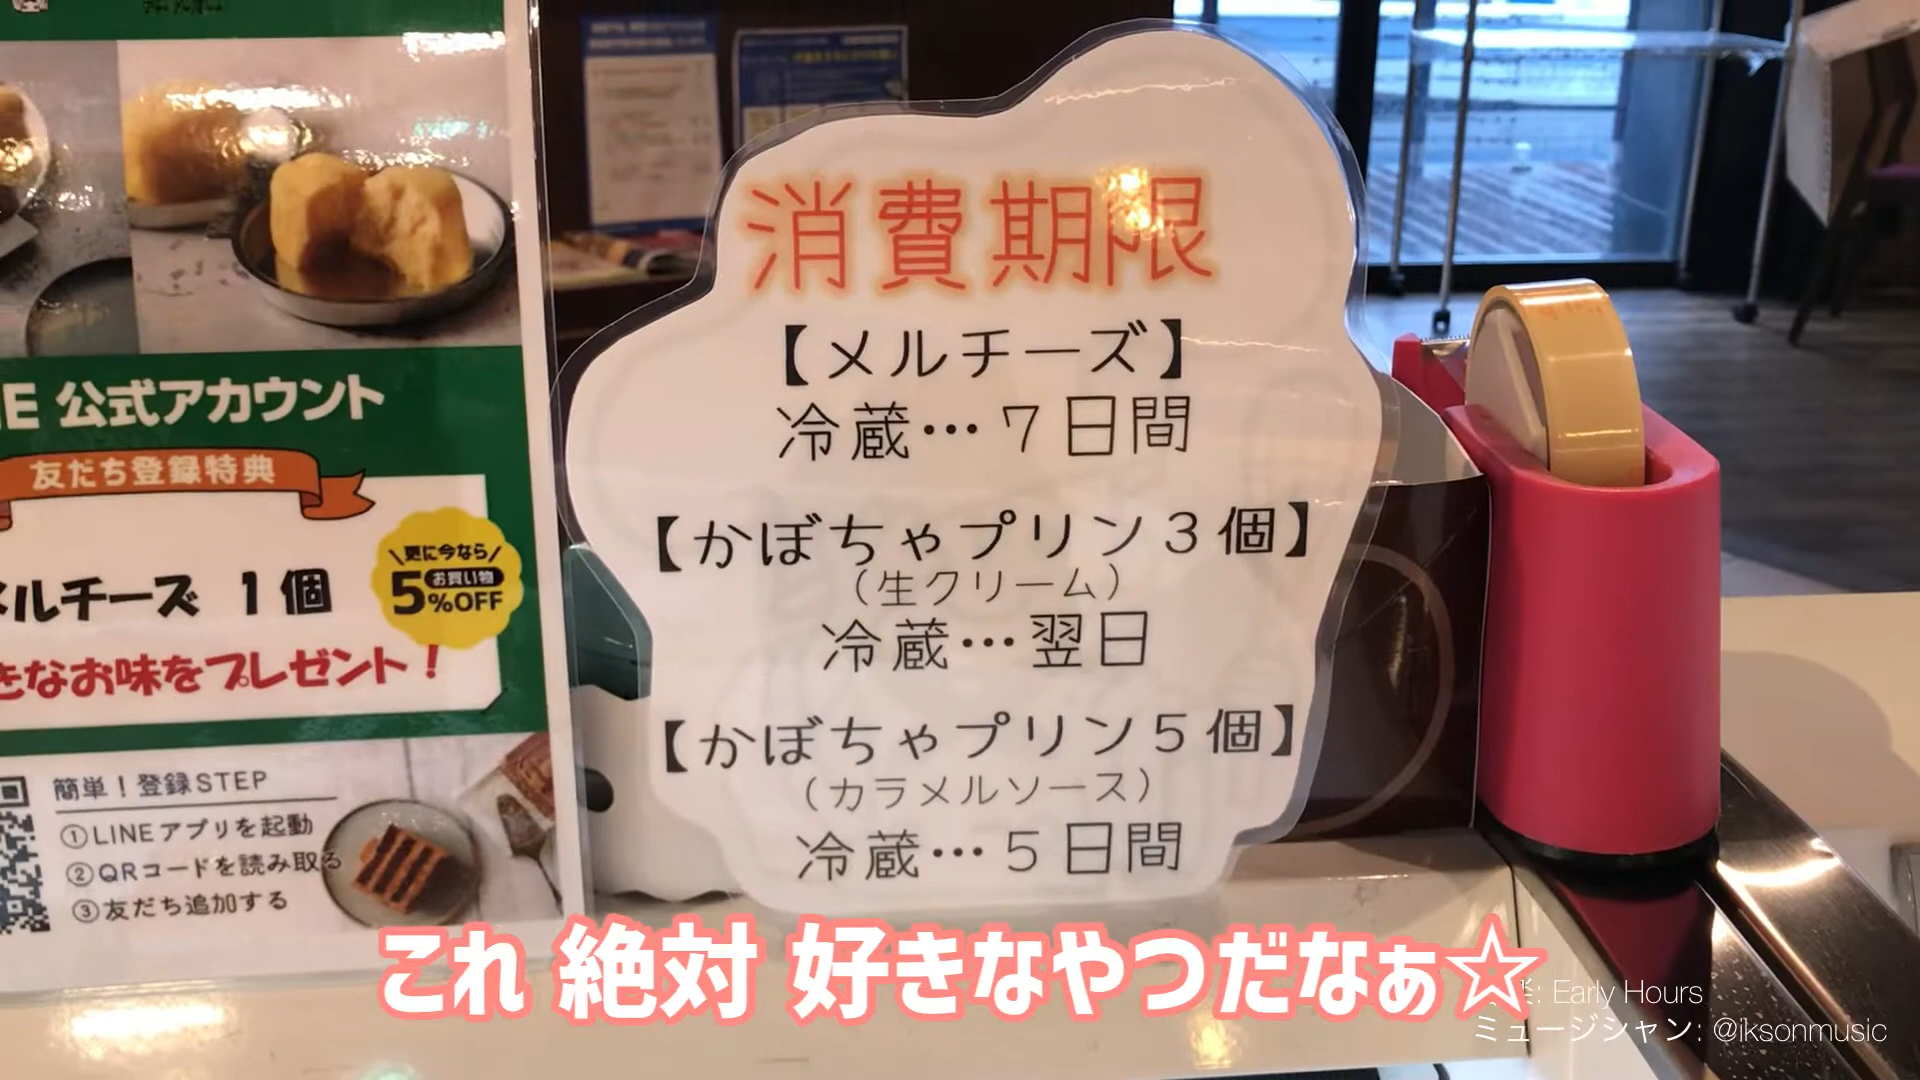 公式アカウント
友だち登録特典
更に今なら
お買い物
5%OFF
メルチーズ 1個
きなお味をプレゼント！
簡単！登録STEP
①LINEアプリを起動
②QRコードを読み取る
③友だち追加する
消費期限
【メルチーズ】
冷蔵…7日間
【かぼちゃプリン3個】
（生クリーム）
冷蔵…翌日
【かぼちゃプリン5個】
（カラメルソース）
冷蔵…5日間
これ 絶対 好きなやつだなぁ☆
: Early Hours
ミュージシャン: @iksonmusic